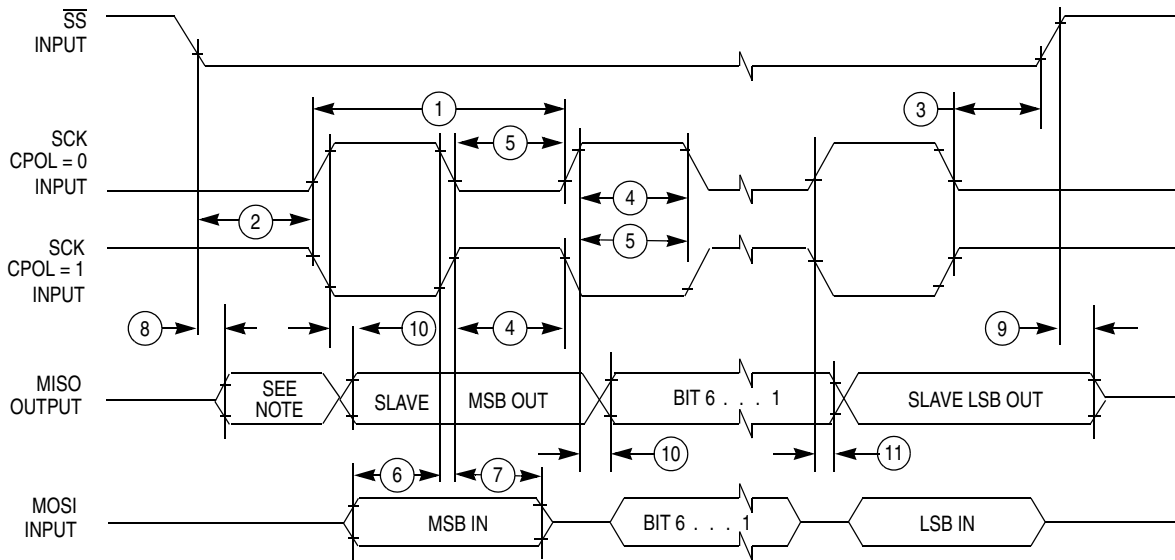 SS
INPUT
1
3
SCK
CPOL = 0
INPUT
5
4
2
5
SCK
CPOL = 1
INPUT
8
10
4
9
MISO
OUTPUT
SEE
NOTE
SLAVE
MSB OUT
BIT 6 . . . 1
SLAVE LSB OUT
10
11
6
7
MOSI
INPUT
MSB IN
BIT 6 . . . 1
LSB IN